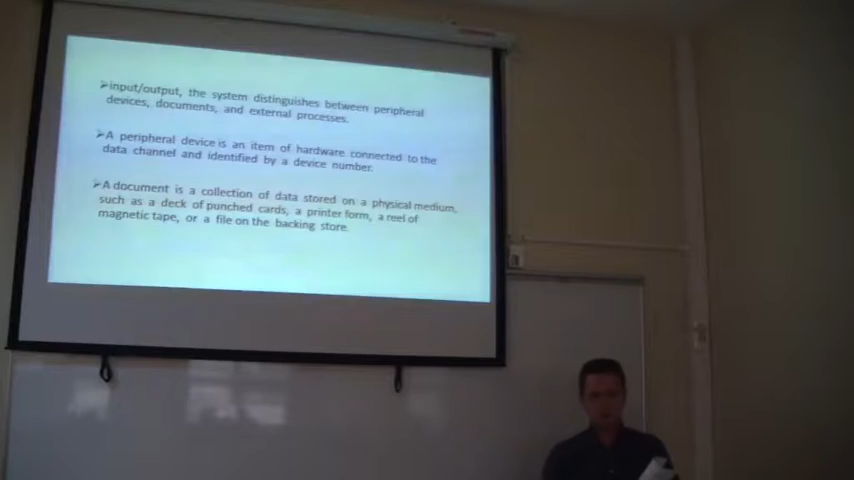 ➢input/output, the system distinguishes between peripheral
devices, documents, and external processes.
➢A peripheral device is an item of hardware connected to the
data channel and identified by a device number.
➢A document is a collection of data stored on a physical medium,
such as a deck of punched cards, a printer form, a reel of
magnetic tape, or a file on the backing store.